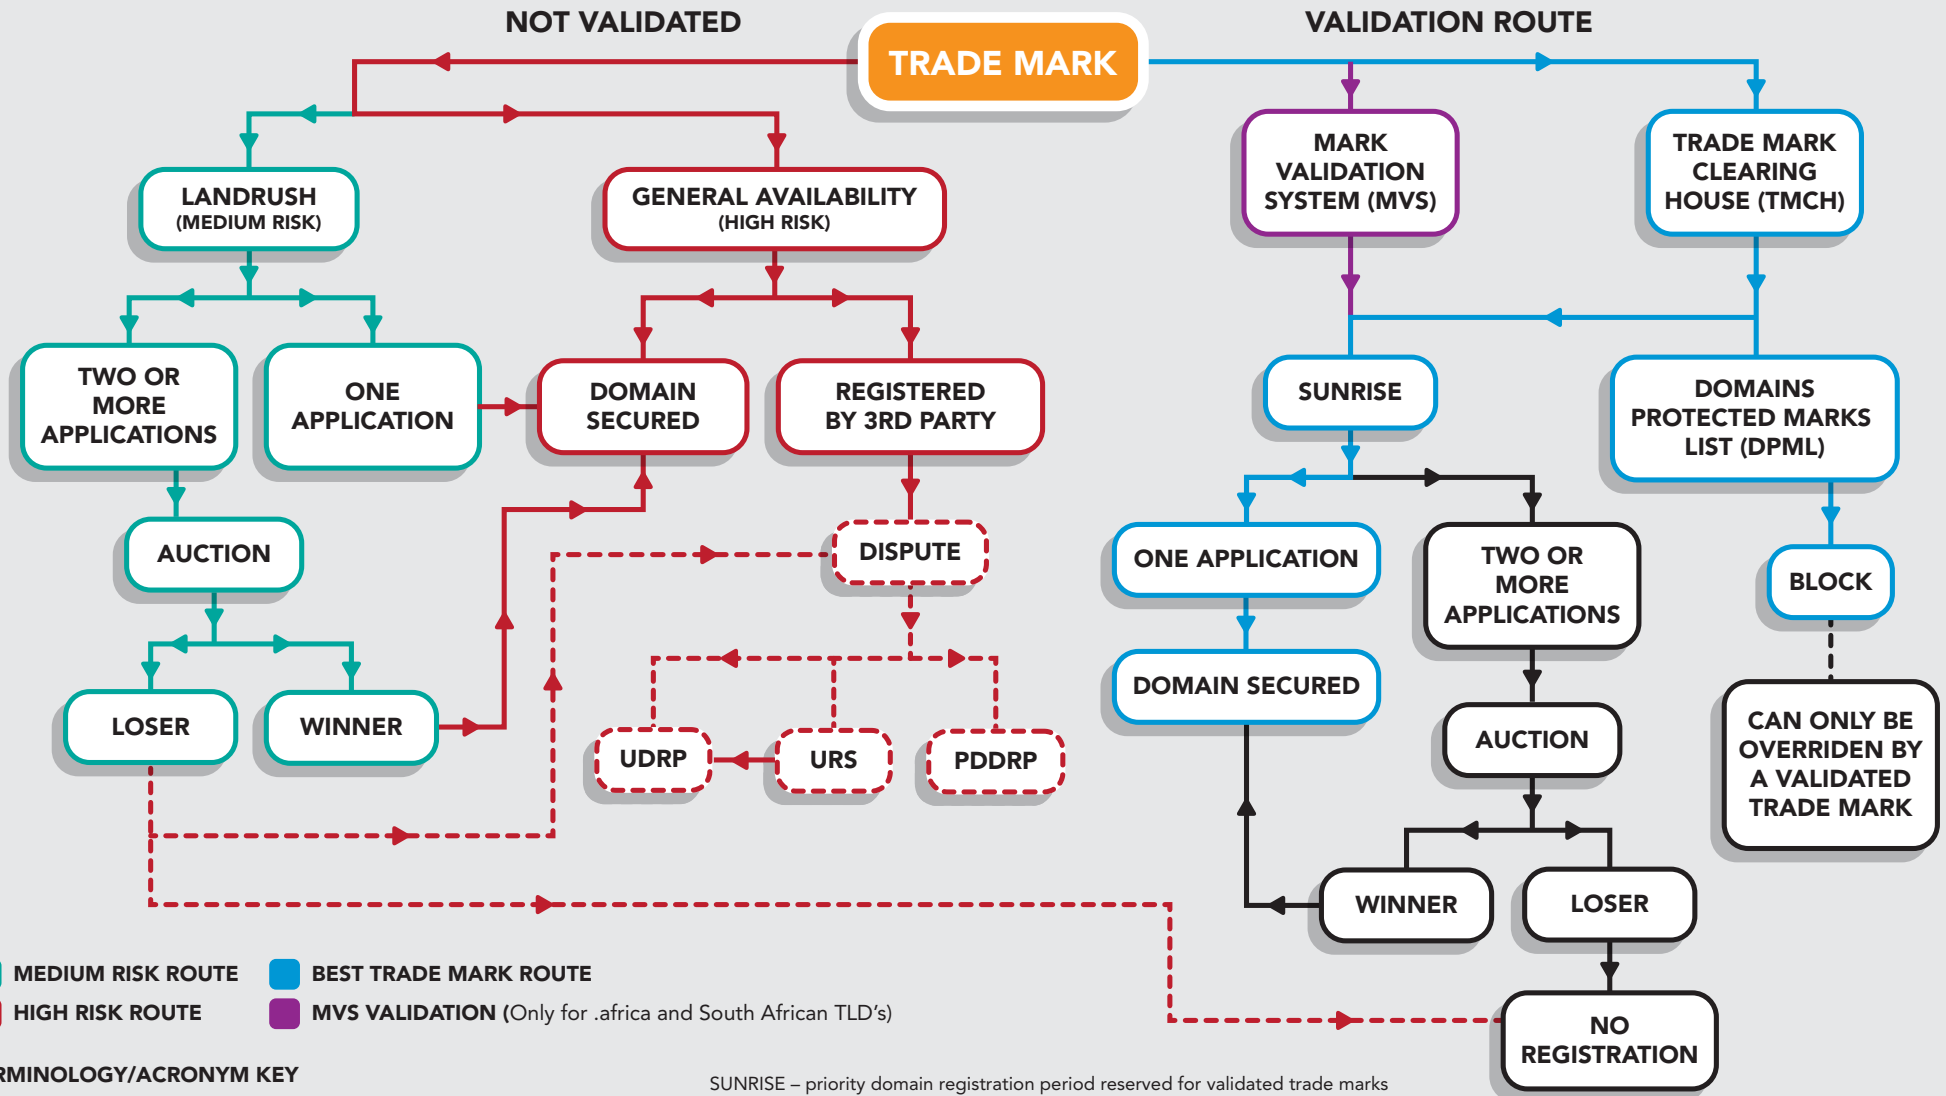 NOT VALIDATED
VALIDATION ROUTE
TRADE MARK
LANDRUSH
(MEDIUM RISK)
GENERAL AVAILABILITY
(HIGH RISK)
MARK
VALIDATION
SYSTEM (MVS)
TRADE MARK
CLEARING
HOUSE (TMCH)
TWO OR
MORE
APPLICATIONS
ONE
APPLICATION
DOMAIN
SECURED
REGISTERED
BY 3RD PARTY
SUNRISE
DOMAINS
PROTECTED MARKS
LIST (DPML)
AUCTION
DISPUTE
ONE APPLICATION
TWO OR
MORE
APPLICATIONS
BLOCK
LOSER
WINNER
UDRP
URS
PDDRP
DOMAIN SECURED
AUCTION
CAN ONLY BE
OVERRIDEN BY
A VALIDATED
TRADE MARK
WINNER
LOSER
NO
REGISTRATION
MEDIUM RISK ROUTE
BEST TRADE MARK ROUTE
HIGH RISK ROUTE
MVS VALIDATION (Only for .africa and South African TLD's)
RMINOLOGY/ACRONYM KEY
SUNRISE – priority domain registration period reserved for validated trade marks